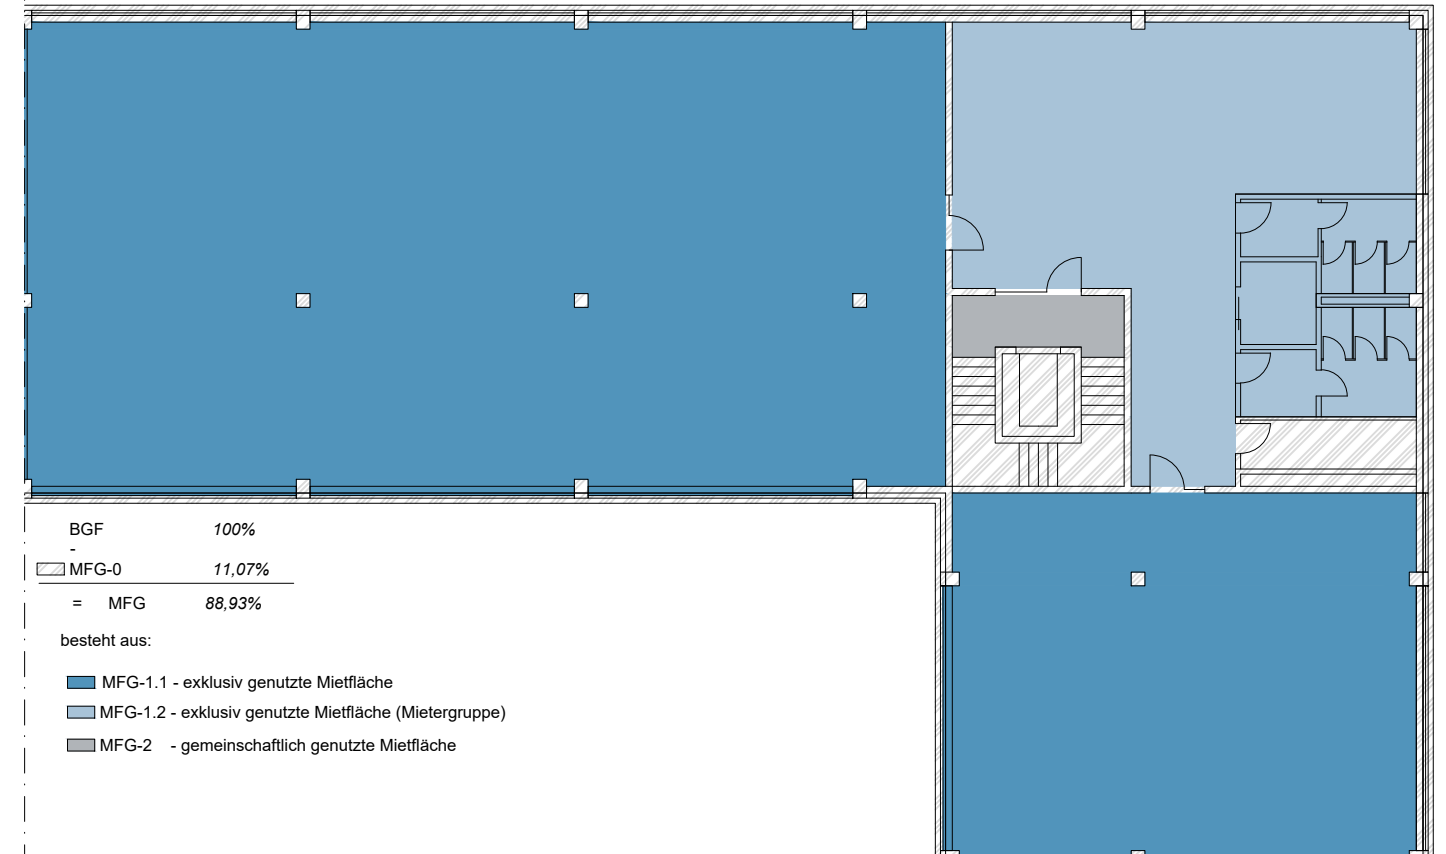 BGF 100%
-
MFG-0 11,07%
= MFG 88,93%
besteht aus:
MFG-1.1 - exklusiv genutzte Mietfläche
MFG-1.2 - exklusiv genutzte Mietfläche (Mietergruppe)
MFG-2 - gemeinschaftlich genutzte Mietfläche